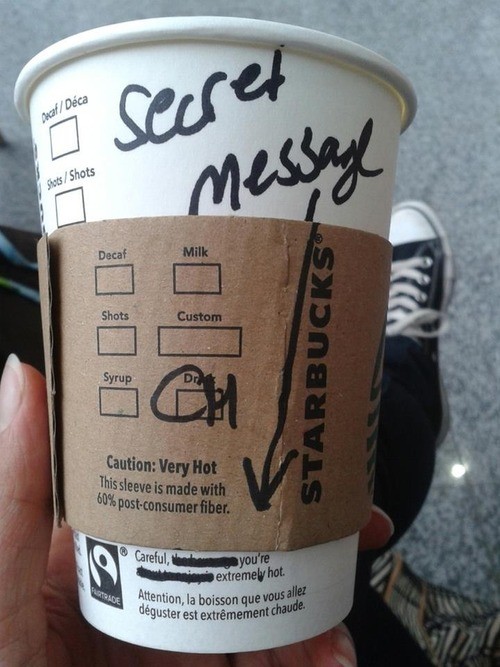 Secret
Message
Decaf / Déca
Shots / Shots
Decaf
Milk
Shots
Custom
Syrup
CH
STARBUCKS®
Caution: Very Hot
This sleeve is made with
60% post-consumer fiber.
FAIRTRADE ®
Careful, you're
extremely hot.
Attention, la boisson que vous allez
déguster est extrêmement chaude.